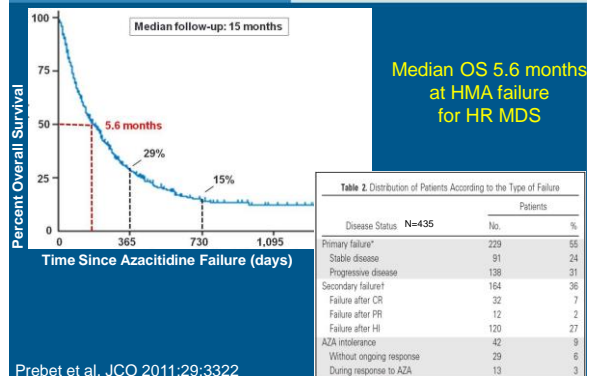 100
Median follow-up: 15 months
75
50
25
0
5.6 months
29%
15%
0 365 730 1,095
Percent Overall Survival
Time Since Azacitidine Failure (days)
Median OS 5.6 months
at HMA failure
for HR MDS
Table 2. Distribution of Patients According to the Type of Failure
Patients
Disease Status N=435 No. %
Primary failure* 229 55
Stable disease 91 24
Progressive disease 138 31
Secondary failure† 164 36
Failure after CR 32 7
Failure after PR 12 2
Failure after HI 120 27
AZA intolerance 42 9
Without ongoing response 29 6
During response to AZA 13 3
Prebet et al. JCO 2011;29:3322